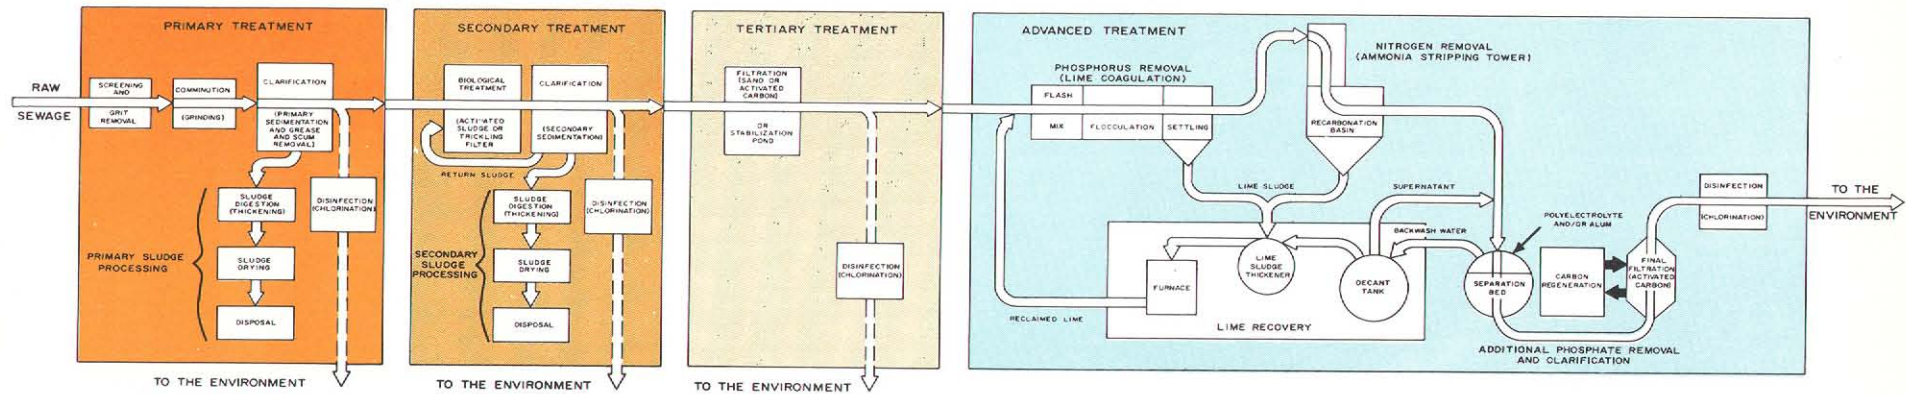 RAW
SEWAGE
PRIMARY TREATMENT
SCREENING AND
GRIT
REMOVAL
COMMINUTION
(GRINDING)
CLARIFICATION
(PRIMARY
SEDIMENTATION
AND GREASE
AND SCUM
REMOVAL)
SLUDGE
DIGESTION
(THICKENING)
SLUDGE
DRYING
DISPOSAL
PRIMARY SLUDGE
PROCESSING
DISINFECTION
(CHLORINATION)
TO THE ENVIRONMENT
SECONDARY TREATMENT
BIOLOGICAL
TREATMENT
(ACTIVATED
SLUDGE OR
TRICKLING
FILTER
CLARIFICATION
(SECONDARY
SEDIMENTATION)
RETURN SLUDGE
SLUDGE
DIGESTION
(THICKENING)
SLUDGE
DRYING
DISPOSAL
SECONDARY
SLUDGE
PROCESSING
DISINFECTION
(CHLORINATION)
TO THE ENVIRONMENT
TERTIARY TREATMENT
FILTRATION
(SAND OR
ACTIVATED
CARBON)
OR
STABILIZATION
POND
DISINFECTION
(CHLORINATION)
TO THE ENVIRONMENT
ADVANCED TREATMENT
PHOSPHORUS REMOVAL
(LIME COAGULATION)
FLASH
MIX
FLOCCULATION
SETTLING
NITROGEN REMOVAL
(AMMONIA STRIPPING TOWER)
RECARBONATION
BASIN
LIME SLUDGE
SUPERNATANT
BACKWASH WATER
FURNACE
LIME
SLUDGE
THICKENER
DECANT
TANK
RECLAIMED LIME
LIME RECOVERY
POLYELECTROLYTE
AND/OR ALUM
SEPARATION
BED
CARBON
REGENERATION
FINAL
FILTRATION
(ACTIVATED
CARBON)
ADDITIONAL PHOSPHATE REMOVAL
AND CLARIFICATION
DISINFECTION
(CHLORINATION)
TO THE
ENVIRONMENT